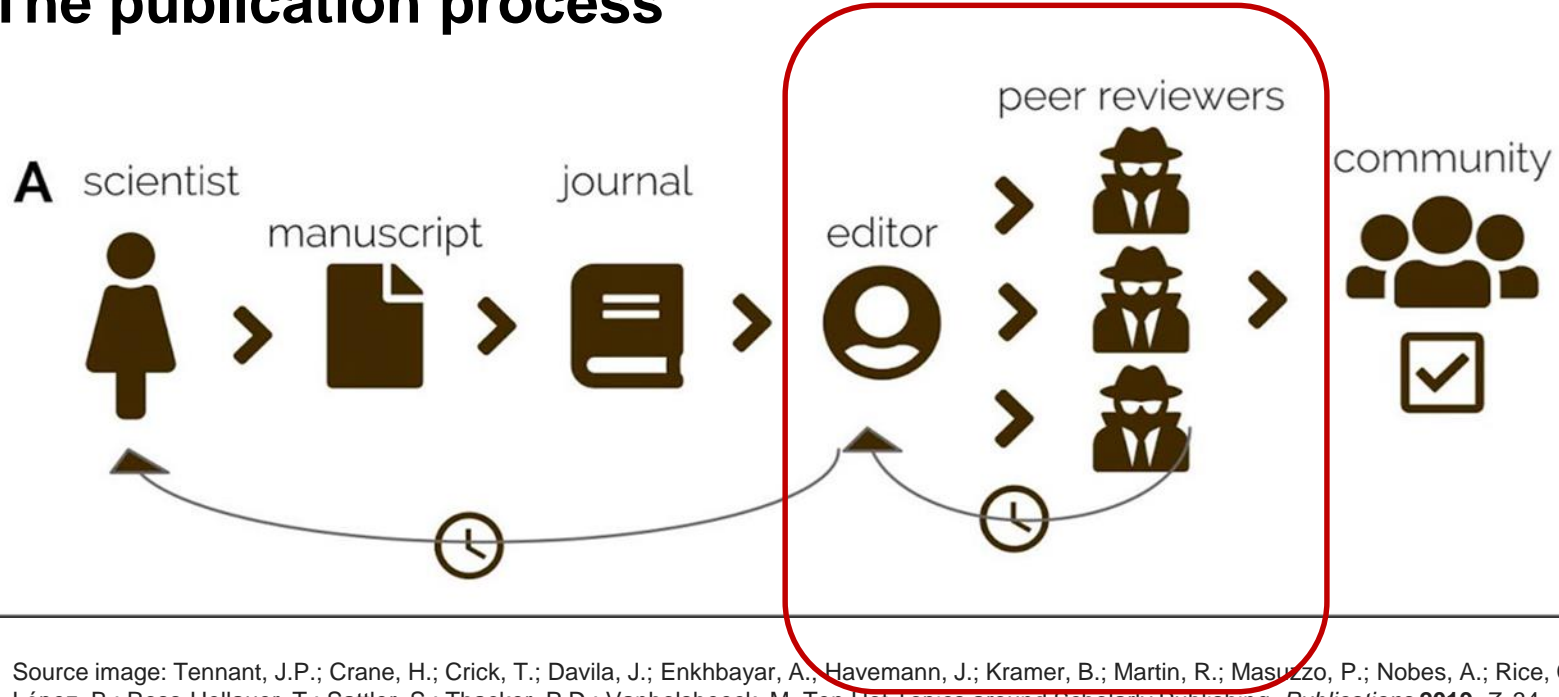 The publication process
peer reviewers
community
A scientist
journal
manuscript
editor
Source image: Tennant, J.P.; Crane, H.; Crick, T.; Davila, J.; Enkhbayar, A.; Havemann, J.; Kramer, B.; Martin, R.; Masuzzo, P.; Nobes, A.; Rice, C